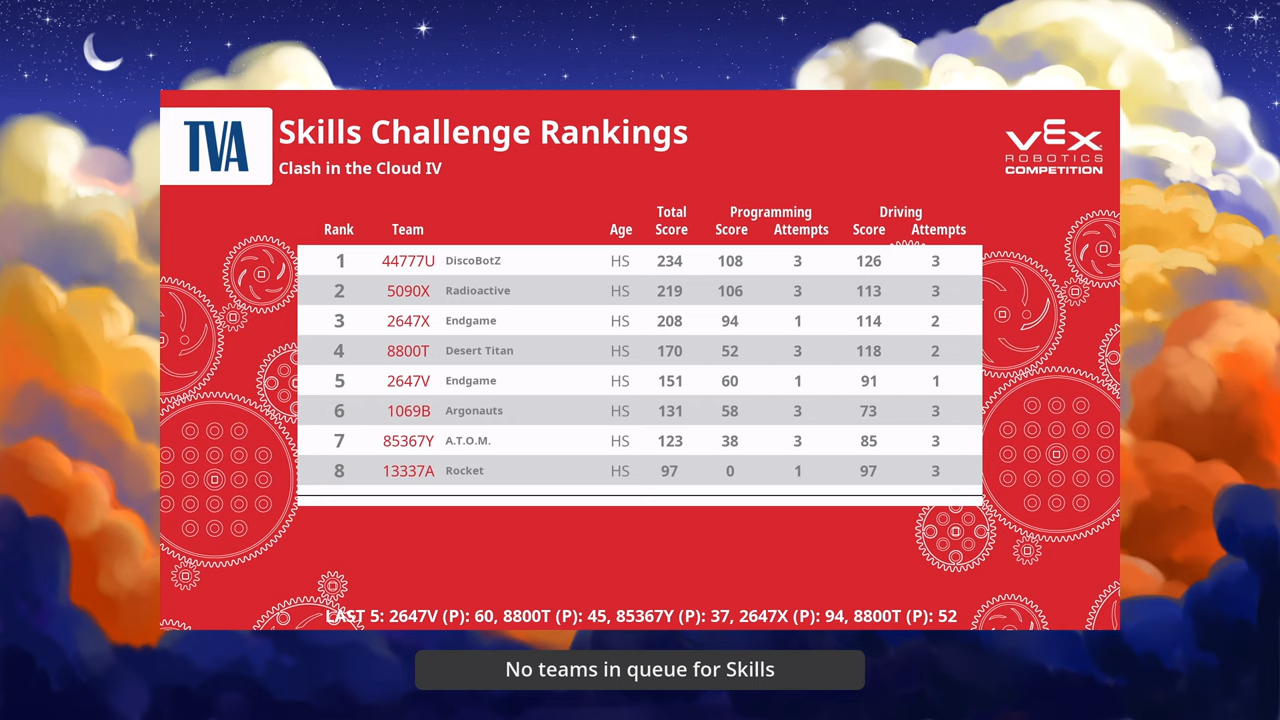 TVA
Skills Challenge Rankings
Clash in the Cloud IV
VEX
ROBOTICS
COMPETITION
Total Programming Driving
Rank Team Age Score Score Attempts Score Attempts
1 44777U DiscoBotZ HS 234 108 3 126 3
2 5090X Radioactive HS 219 106 3 113 3
3 2647X Endgame HS 208 94 1 114 2
4 8800T Desert Titan HS 170 52 3 118 2
5 2647V Endgame HS 151 60 1 91 1
6 1069B Argonauts HS 131 58 3 73 3
7 85367Y A.T.O.M. HS 123 38 3 85 3
8 13337A Rocket HS 97 0 1 97 3
LAST 5: 2647V (P): 60, 8800T (P): 45, 85367Y (P): 37, 2647X (P): 94, 8800T (P): 52
No teams in queue for Skills